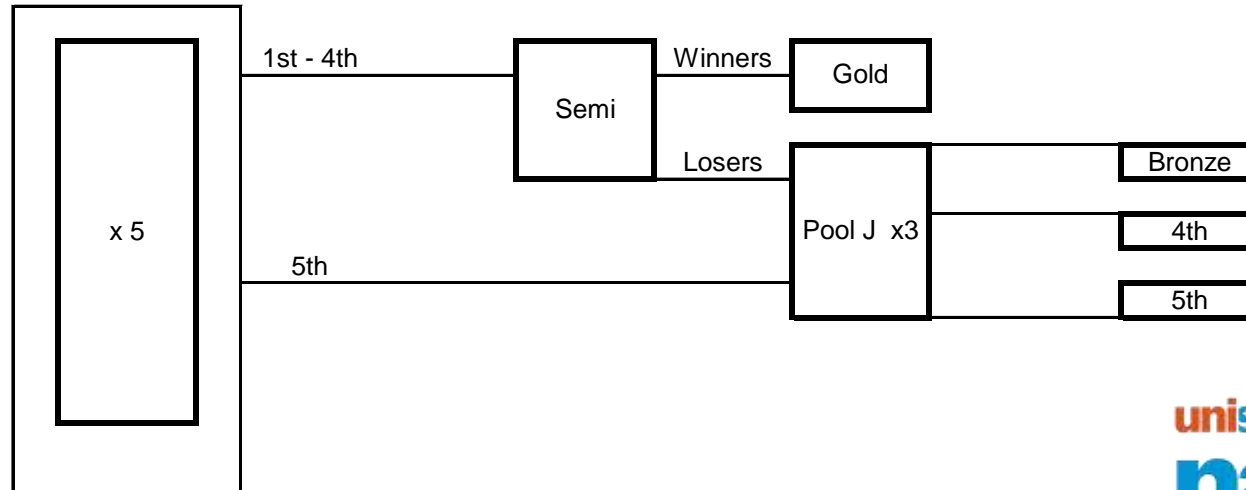 1st - 4th
Winners
Gold
Semi
Losers
Bronze
x 5
Pool J x3
4th
5th
5th